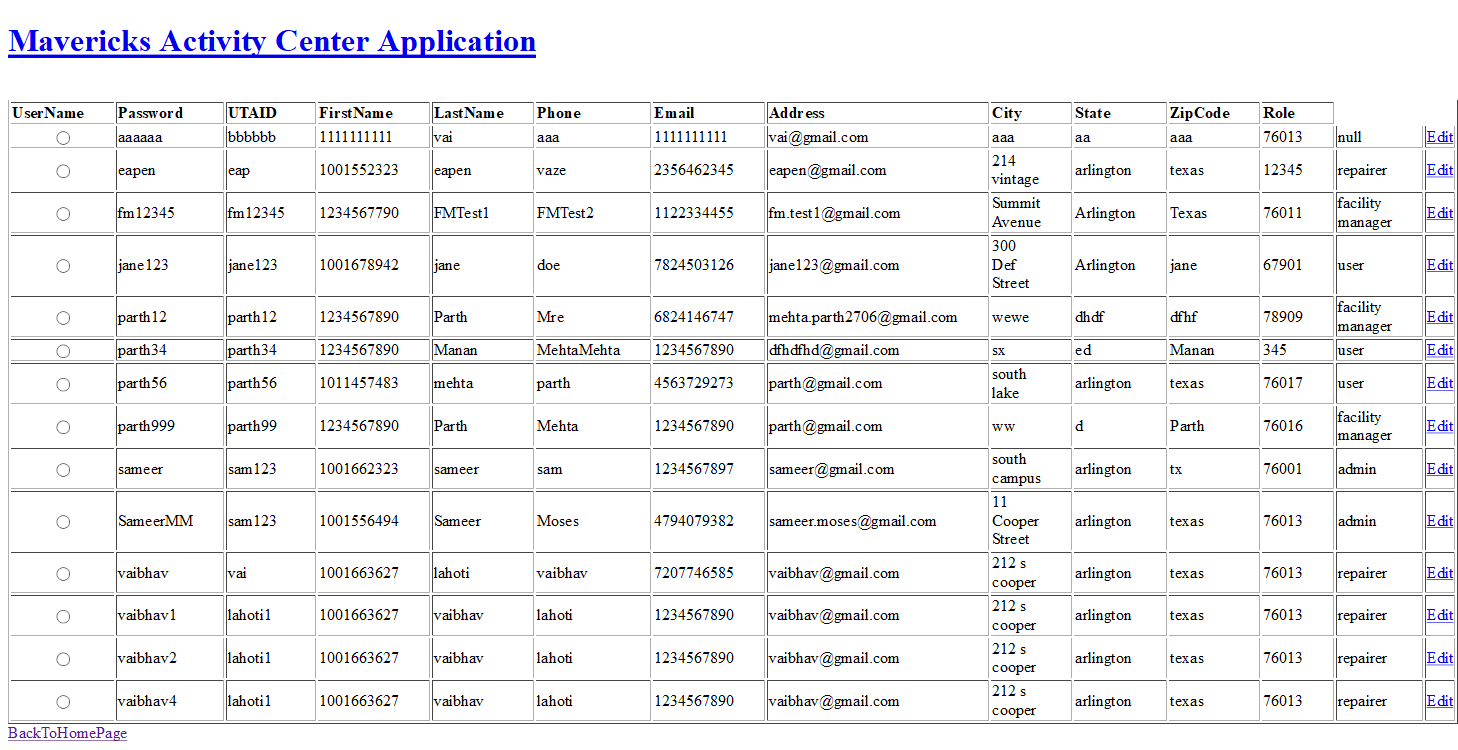 Mavericks Activity Center Application
UserName Password UTAID FirstName LastName Phone Email Address City State ZipCode Role
aaaaaa bbbbbb 1111111111 vai aaa 1111111111 vai@gmail.com aaa aa aaa 76013 null Edit
eapen eap 1001552323 eapen vaze 2356462345 eapen@gmail.com 214 vintage arlington texas 12345 repairer Edit
fm12345 fm12345 1234567790 FMTest1 FMTest2 1122334455 fm.test1@gmail.com Summit Avenue Arlington Texas 76011 facility manager Edit
jane123 jane123 1001678942 jane doe 7824503126 jane123@gmail.com 300 Def Street Arlington jane 67901 user Edit
parth12 parth12 1234567890 Parth Mre 6824146747 mehta.parth2706@gmail.com wewe dhdf dfhf 78909 facility manager Edit
parth34 parth34 1234567890 Manan MehtaMehta 1234567890 dfhdfhd@gmail.com sx ed Manan 345 user Edit
parth56 parth56 1011457483 mehta parth 4563729273 parth@gmail.com south lake arlington texas 76017 user Edit
parth999 parth99 1234567890 Parth Mehta 1234567890 parth@gmail.com ww d Parth 76016 facility manager Edit
sameer sam123 1001662323 sameer sam 1234567897 sameer@gmail.com south campus arlington tx 76001 admin Edit
SameerMM sam123 1001556494 Sameer Moses 4794079382 sameer.moses@gmail.com 11 Cooper Street arlington texas 76013 admin Edit
vaibhav vai 1001663627 lahoti vaibhav 7207746585 vaibhav@gmail.com 212 s cooper arlington texas 76013 repairer Edit
vaibhav1 lahoti1 1001663627 vaibhav lahoti 1234567890 vaibhav@gmail.com 212 s cooper arlington texas 76013 repairer Edit
vaibhav2 lahoti1 1001663627 vaibhav lahoti 1234567890 vaibhav@gmail.com 212 s cooper arlington texas 76013 repairer Edit
vaibhav4 lahoti1 1001663627 vaibhav lahoti 1234567890 vaibhav@gmail.com 212 s cooper arlington texas 76013 repairer Edit
BackToHomePage